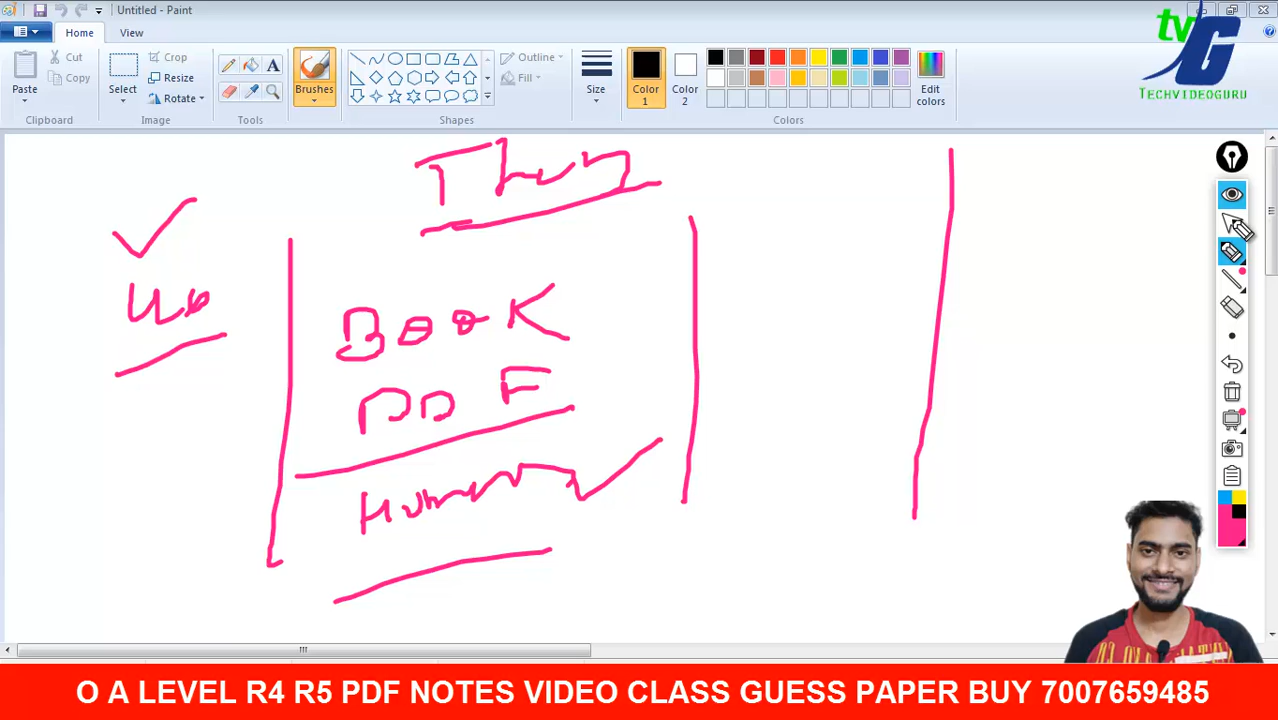 Untitled - Paint
Home
View
Paste
Cut
Copy
Clipboard
Select
Crop
Resize
Rotate
Image
Tools
Brushes
Outline
Fill
Shapes
Size
Color 1
Color 2
Edit colors
Colors
tv G
TECHVIDEOGURU
BOOK
PDF
O A LEVEL R4 R5 PDF NOTES VIDEO CLASS GUESS PAPER BUY 7007659485